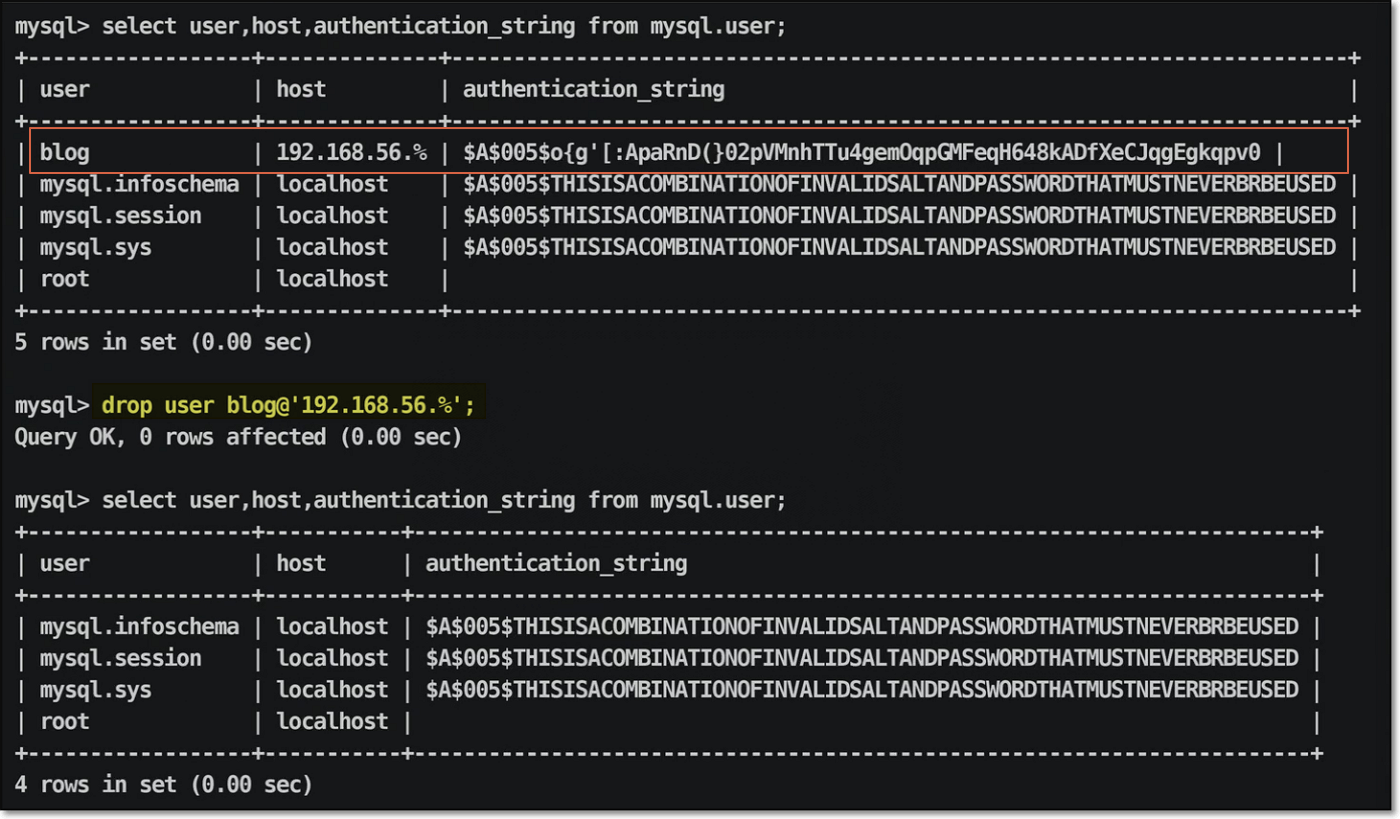 mysql> select user,host,authentication_string from mysql.user;
+------------------+--------------+------------------------------------------------------------------------+
| user             | host         | authentication_string                                                  |
+------------------+--------------+------------------------------------------------------------------------+
| blog             | 192.168.56.% | $A$005$o{g'[:ApaRnD(}02pVMnhTTu4gemOqpGMFeqH648kADfXeCJqgEgkqpv0 |
| mysql.infoschema | localhost    | $A$005$THISISACOMBINATIONOFINVALIDSALTANDPASSWORDTHATMUSTNEVERBRBEUSED |
| mysql.session    | localhost    | $A$005$THISISACOMBINATIONOFINVALIDSALTANDPASSWORDTHATMUSTNEVERBRBEUSED |
| mysql.sys        | localhost    | $A$005$THISISACOMBINATIONOFINVALIDSALTANDPASSWORDTHATMUSTNEVERBRBEUSED |
| root             | localhost    |                                                                        |
+------------------+--------------+------------------------------------------------------------------------+
5 rows in set (0.00 sec)
mysql> drop user blog@'192.168.56.%';
Query OK, 0 rows affected (0.00 sec)
mysql> select user,host,authentication_string from mysql.user;
+------------------+-----------+------------------------------------------------------------------------+
| user             | host      | authentication_string                                                  |
+------------------+-----------+------------------------------------------------------------------------+
| mysql.infoschema | localhost | $A$005$THISISACOMBINATIONOFINVALIDSALTANDPASSWORDTHATMUSTNEVERBRBEUSED |
| mysql.session    | localhost | $A$005$THISISACOMBINATIONOFINVALIDSALTANDPASSWORDTHATMUSTNEVERBRBEUSED |
| mysql.sys        | localhost | $A$005$THISISACOMBINATIONOFINVALIDSALTANDPASSWORDTHATMUSTNEVERBRBEUSED |
| root             | localhost |                                                                        |
+------------------+-----------+------------------------------------------------------------------------+
4 rows in set (0.00 sec)